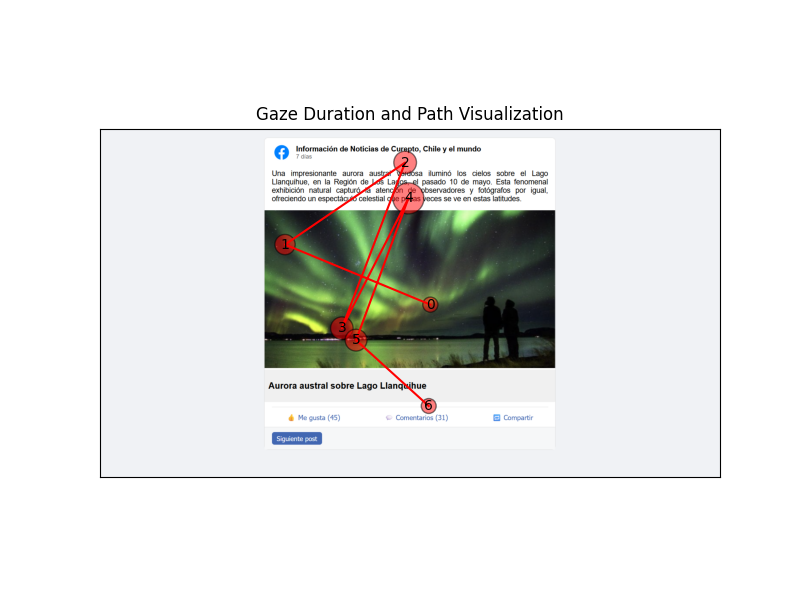 Gaze Duration and Path Visualization
Información de Noticias de Curepto, Chile y el mundo
7 días
2
Una impresionante aurora austral verdosa iluminó los cielos sobre el Lago
Llanquihue, en la Región de Los Lagos, el pasado 10 de mayo. Esta fenomenal
exhibición natural capturó la atención de observadores y fotógrafos por igual,
ofreciendo un espectáculo celestial que pocas veces se ve en estas latitudes.
4
1
0
3
5
Aurora austral sobre Lago Llanquihue
6
Me gusta (45) Comentarios (31) Compartir
Siguiente post